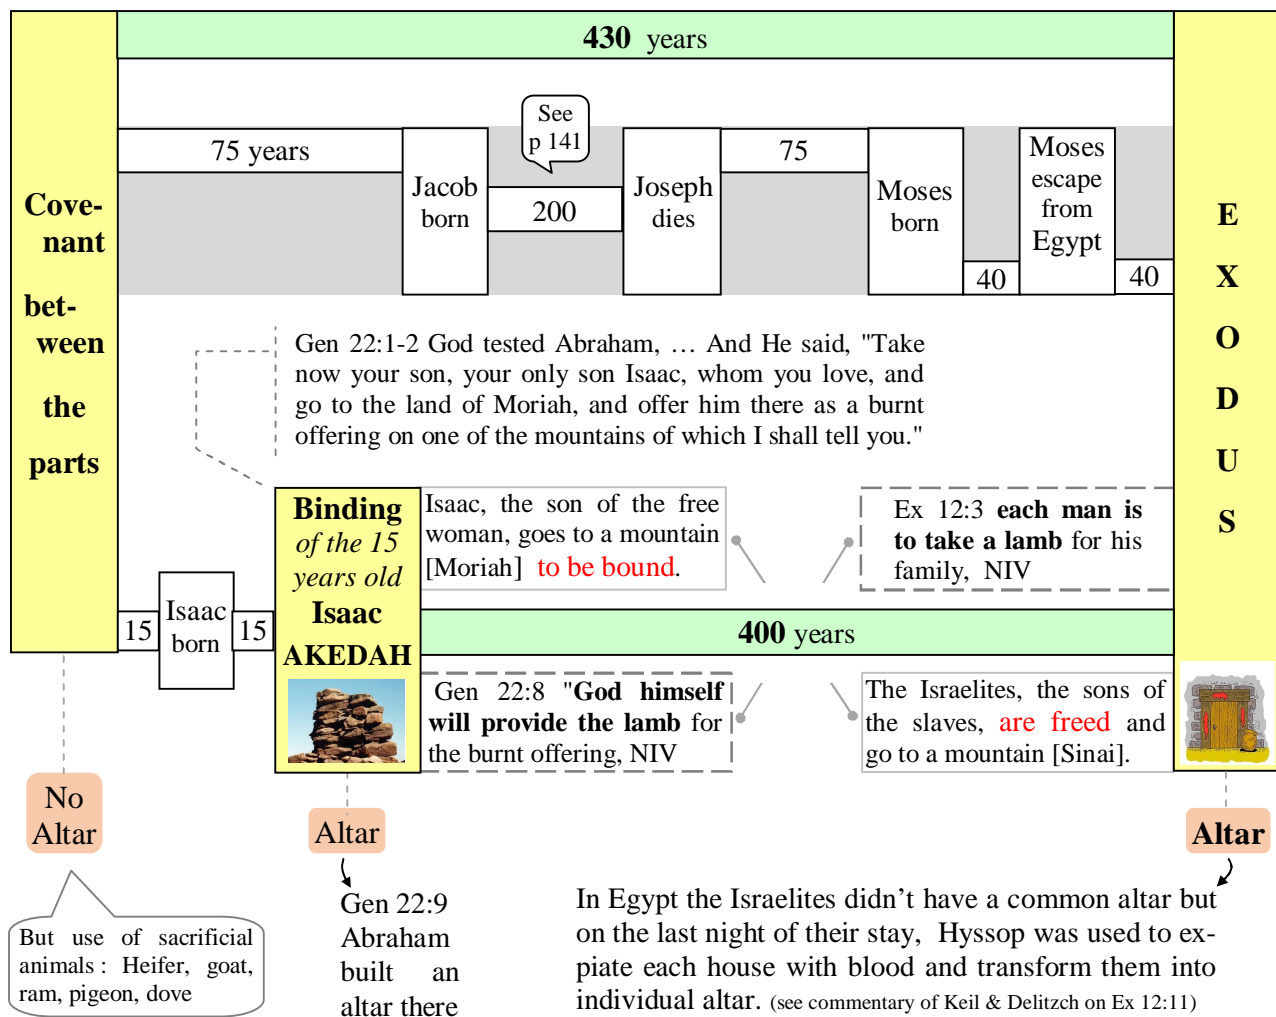 430 years
See
p 141
75 years
Jacob
born
200
Joseph
dies
75
Moses
born
40
Moses
escape
from
Egypt
40
Cove-
nant
bet-
ween
the
parts
E
X
O
D
U
S
Gen 22:1-2 God tested Abraham, … And He said, "Take
now your son, your only son Isaac, whom you love, and
go to the land of Moriah, and offer him there as a burnt
offering on one of the mountains of which I shall tell you."
Binding
of the 15
years old
Isaac
AKEDAH
Isaac, the son of the free
woman, goes to a mountain
[Moriah] to be bound.
Ex 12:3 each man is
to take a lamb for his
family, NIV
15
Isaac
born
15
400 years
Gen 22:8 "God himself
will provide the lamb for
the burnt offering, NIV
The Israelites, the sons of
the slaves, are freed and
go to a mountain [Sinai].
No
Altar
Altar
Altar
But use of sacrificial
animals : Heifer, goat,
ram, pigeon, dove
Gen 22:9
Abraham
built an
altar there
In Egypt the Israelites didn’t have a common altar but
on the last night of their stay, Hyssop was used to ex-
piate each house with blood and transform them into
individual altar. (see commentary of Keil & Delitzch on Ex 12:11)